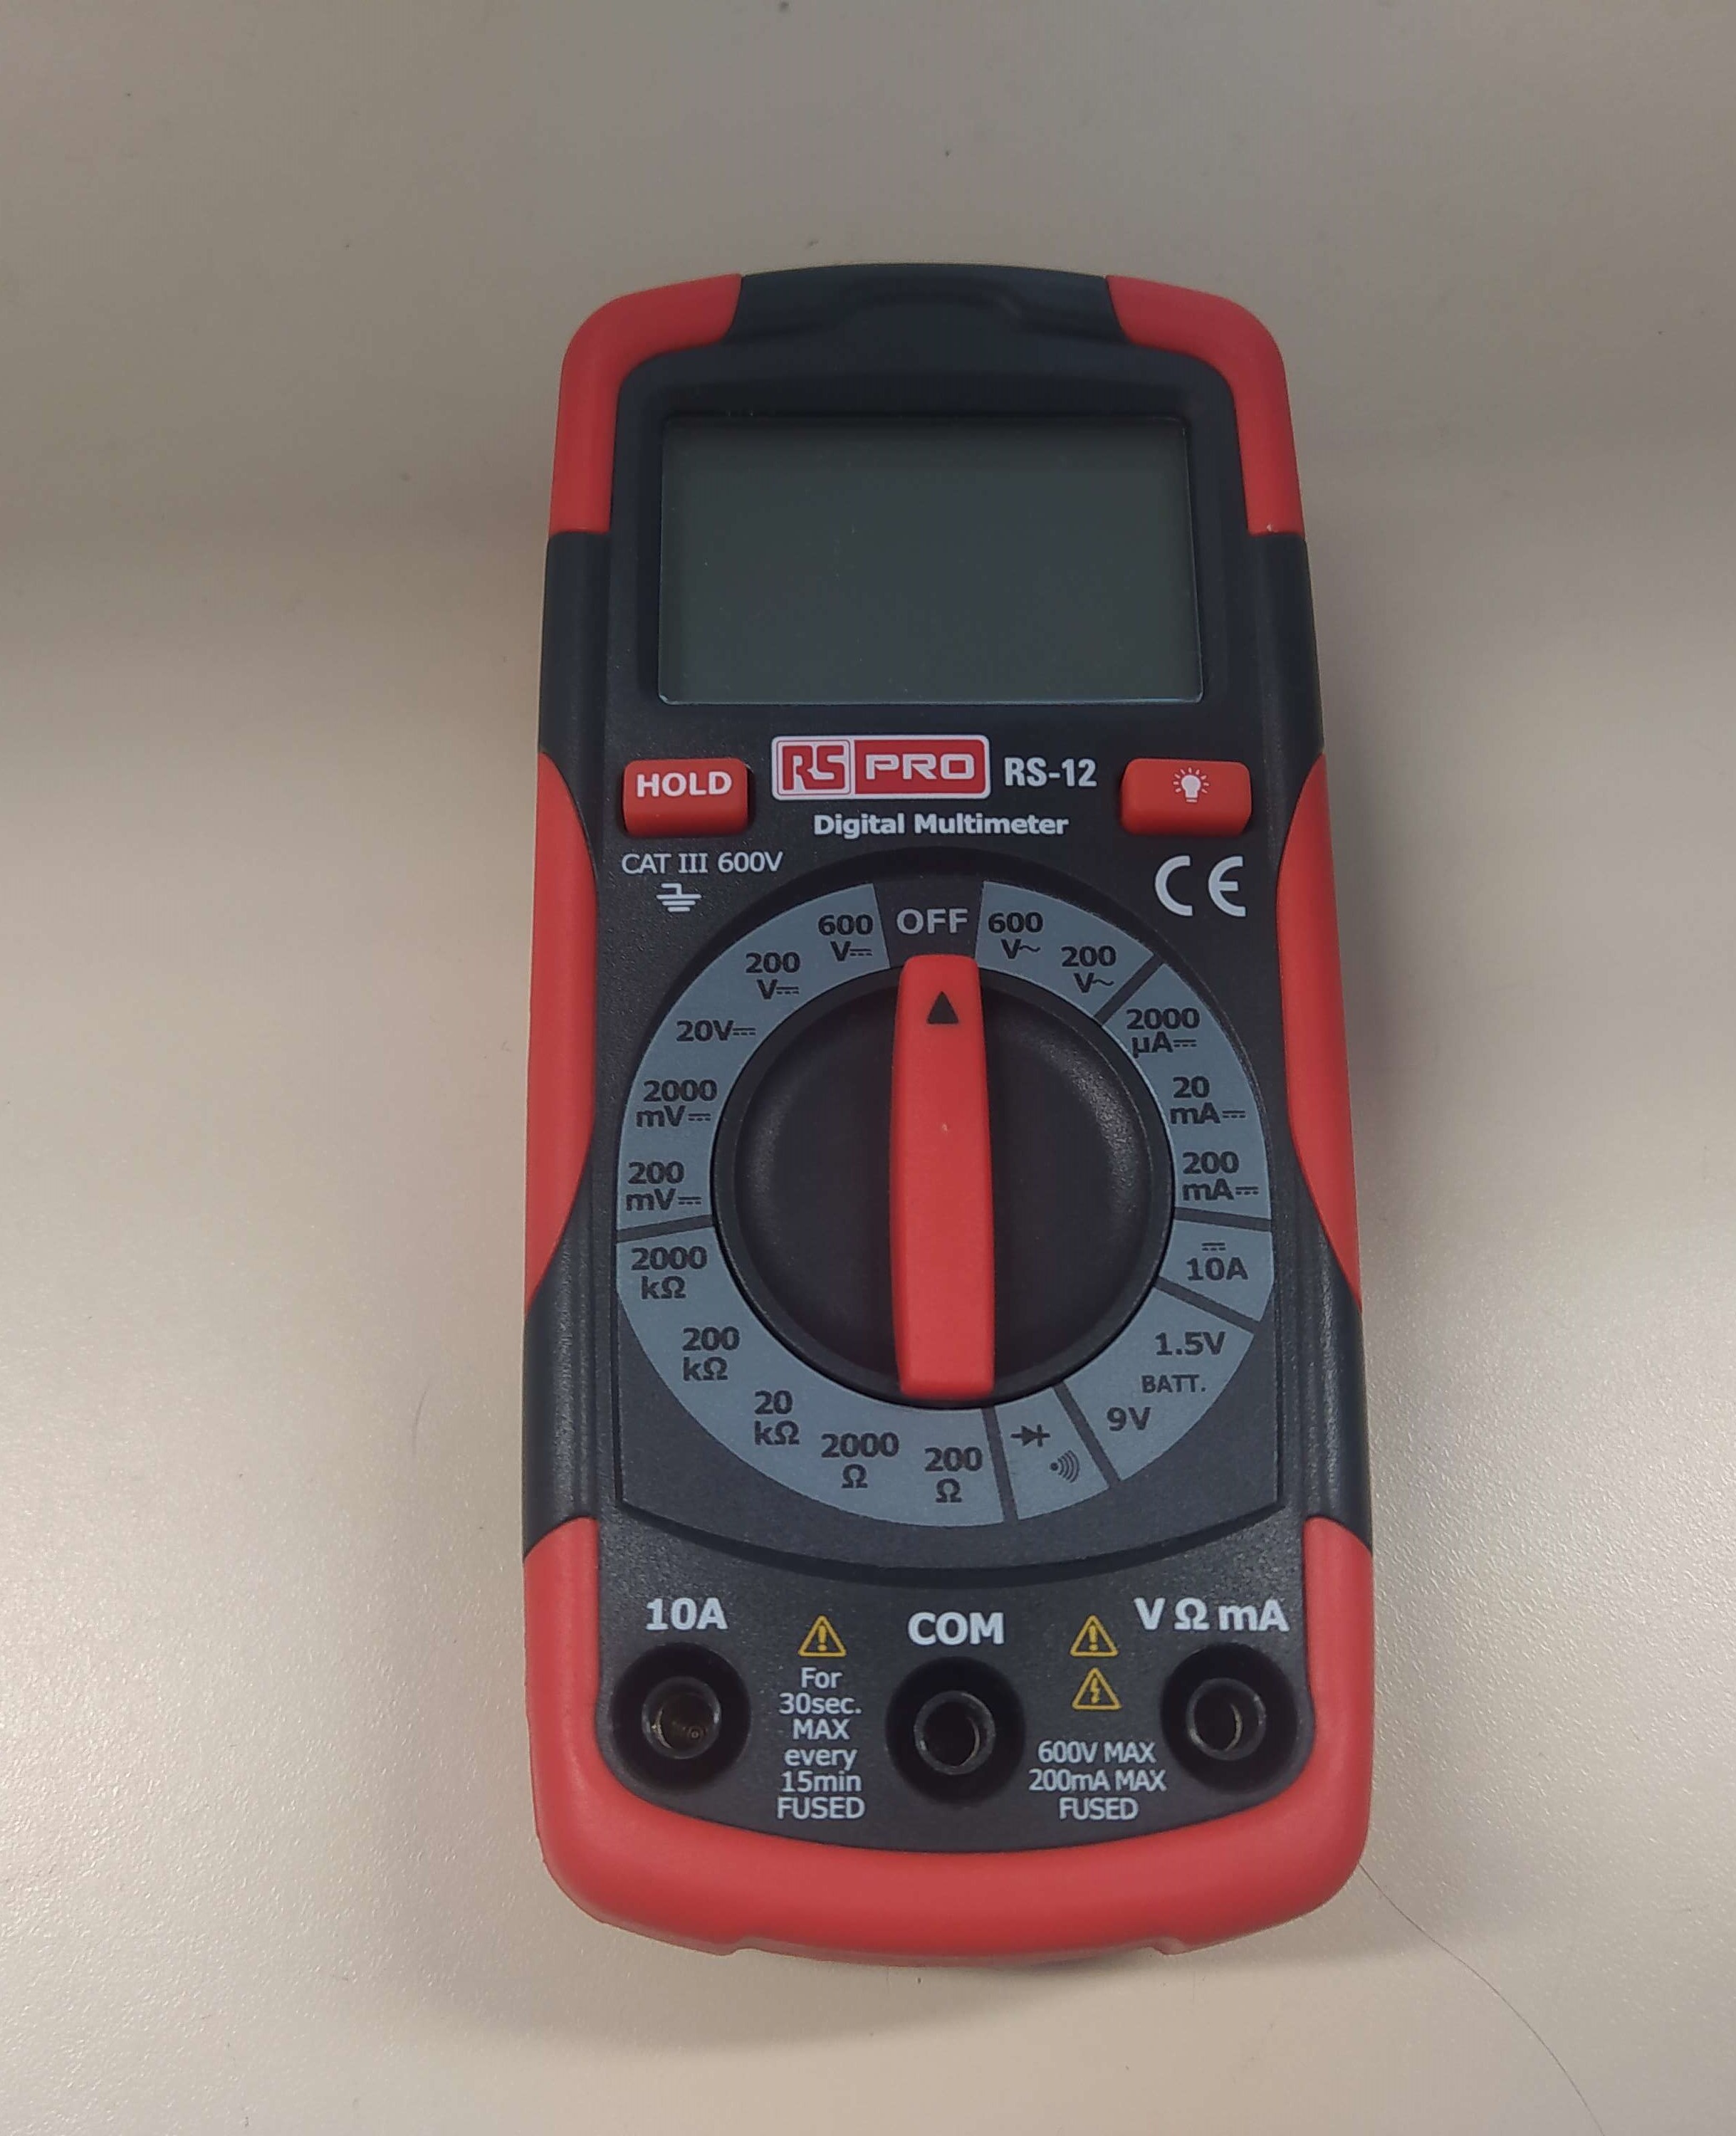 HOLD
RS PRO RS-12
Digital Multimeter
CAT III 600V
CE
OFF
600
V⎓
200
V⎓
20V⎓
2000
mV⎓
200
mV⎓
2000
kΩ
200
kΩ
20
kΩ
2000
Ω
200
Ω
600
V~
200
V~
2000
µA⎓
20
mA⎓
200
mA⎓
⎓
10A
1.5V
BATT.
9V
10A
COM
V Ω mA
For
30sec.
MAX
every
15min
FUSED
600V MAX
200mA MAX
FUSED